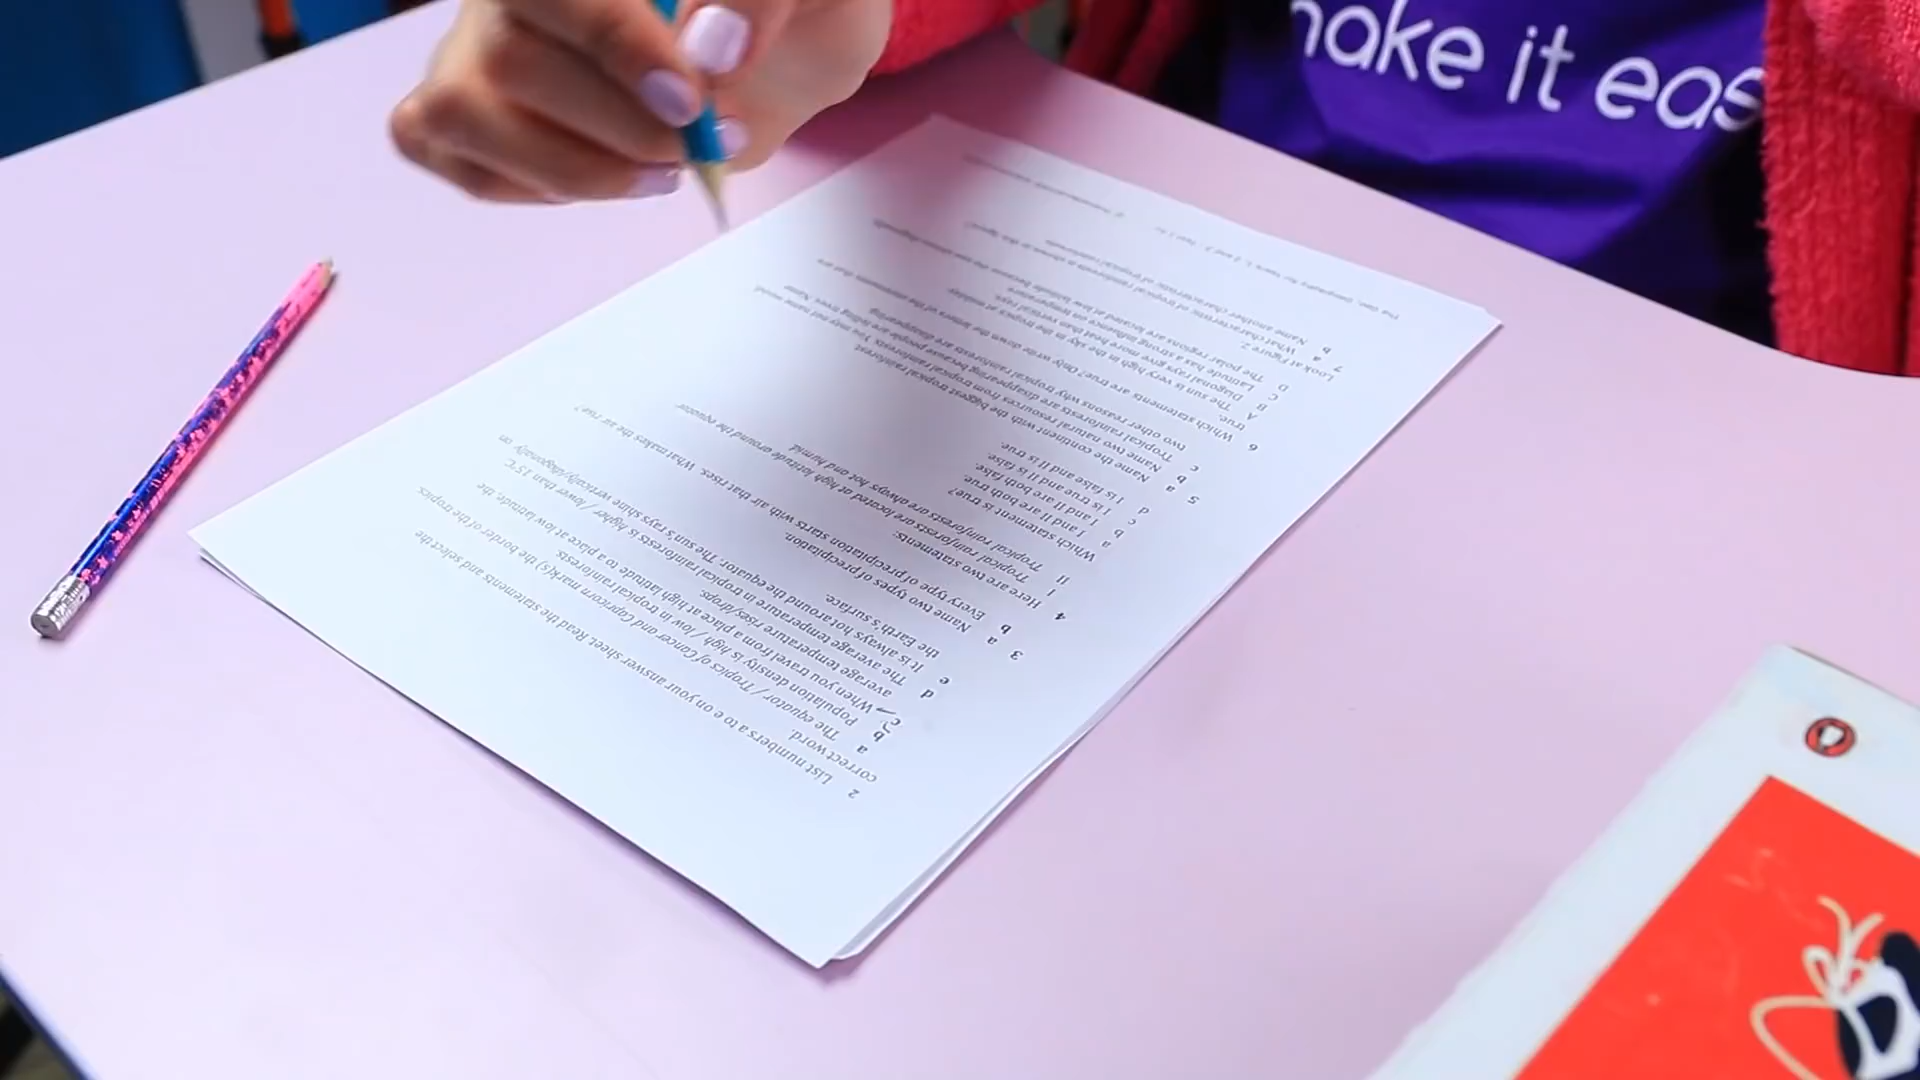 make it eas
2 List numbers a to e on your answer sheet. Read the statements and select the
correct word.
a The equator / Tropics of Cancer and Capricorn mark(s) the borders of the tropics.
b Population density is high / low in tropical rainforests.
c When you travel from a place at high latitude to a place at low latitude, the
average temperature rises/drops.
d The average temperature in tropical rainforests is higher / lower than 15°C.
e It is always hot around the equator. The sun's rays shine vertically/diagonally on
the Earth's surface.
3 a Name two types of precipitation.
b Every type of precipitation starts with air that rises. What makes the air rise?
4 Here are two statements:
I Tropical rainforests are located at high latitude around the equator.
II Tropical rainforests are always hot and humid.
Which statement is true?
a I and II are both true.
b I and II are both false.
c I is true and II is false.
d I is false and II is true.
5 a Name the continent with the biggest tropical rainforest.
b Name two natural resources from tropical rainforests. You may not name wood.
c Tropical rainforests are disappearing because people are felling trees. Name
two other reasons why tropical rainforests are disappearing.
6 Which statements are true? Only write down the letters of the statements that are
true.
A The sun is very high in the sky in the tropics at midday.
B Diagonal rays give more heat than vertical rays.
C Latitude has a strong influence on temperature.
D The polar regions are located at low latitude because the sun shines diagonally
7 Look at Figure 2.
a What characteristic of tropical rainforests is shown in this figure?
b Name another characteristic of tropical rainforests